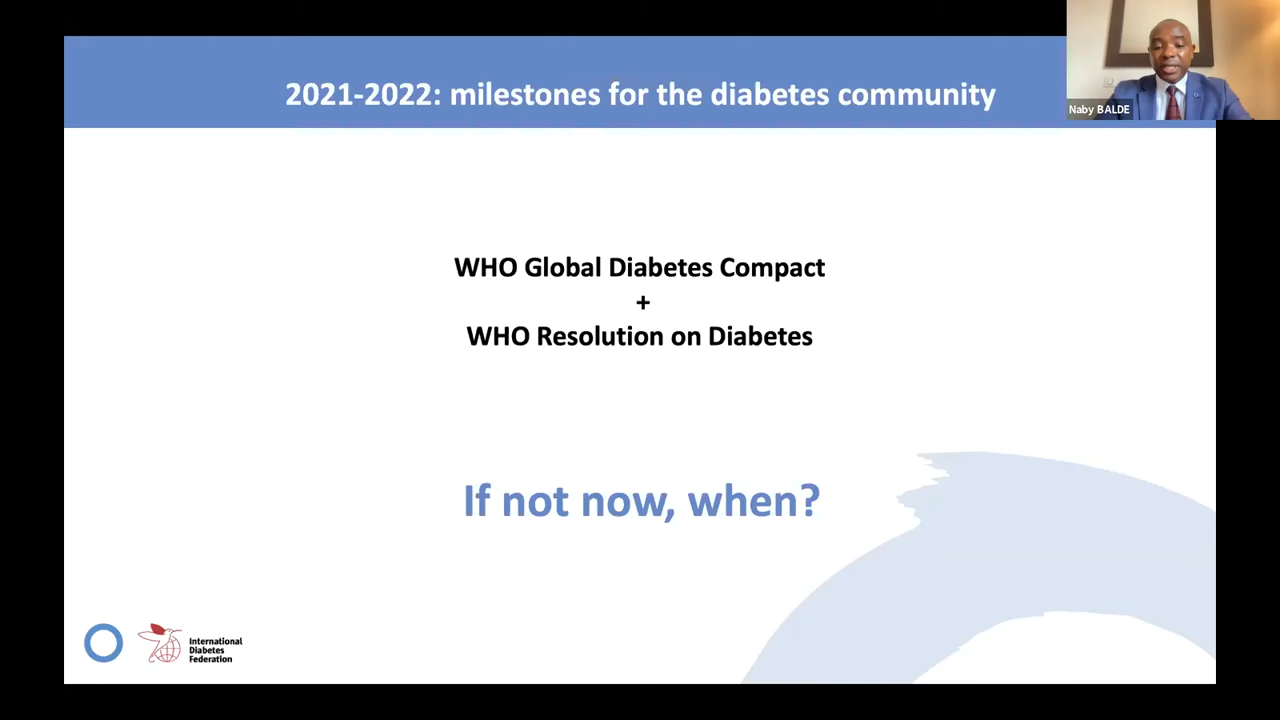 2021-2022: milestones for the diabetes community
Naby BALDE
WHO Global Diabetes Compact
+
WHO Resolution on Diabetes
If not now, when?
International
Diabetes
Federation